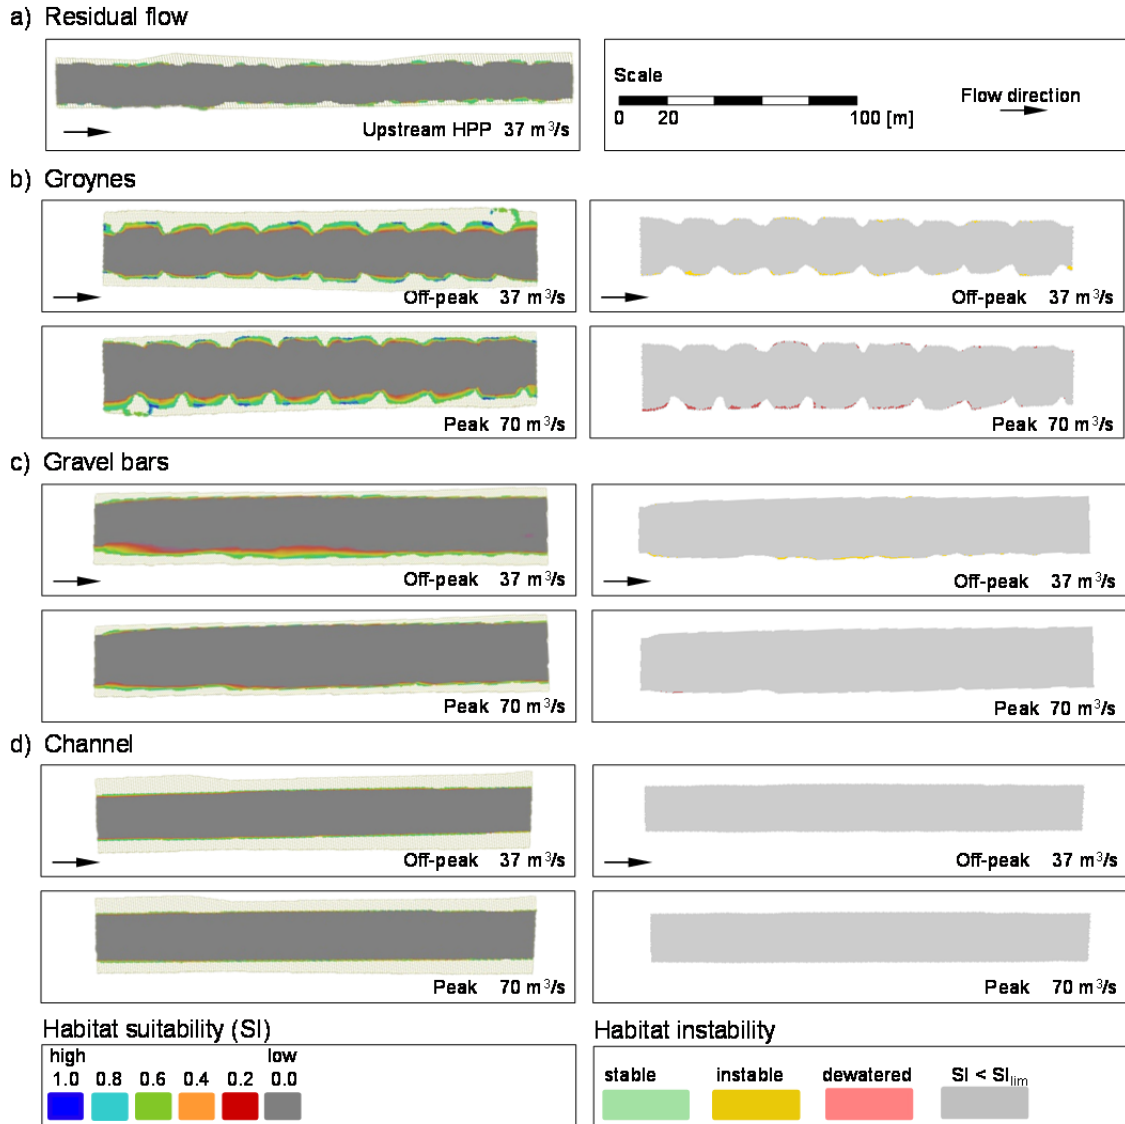 a) Residual flow
Upstream HPP 37 m³/s
Scale
0 20 100 [m]
Flow direction
b) Groynes
Off-peak 37 m³/s
Off-peak 37 m³/s
Peak 70 m³/s
Peak 70 m³/s
c) Gravel bars
Off-peak 37 m³/s
Off-peak 37 m³/s
Peak 70 m³/s
Peak 70 m³/s
d) Channel
Off-peak 37 m³/s
Off-peak 37 m³/s
Peak 70 m³/s
Peak 70 m³/s
Habitat suitability (SI)
high low
1.0 0.8 0.6 0.4 0.2 0.0
Habitat instability
stable instable dewatered SI < SIlim